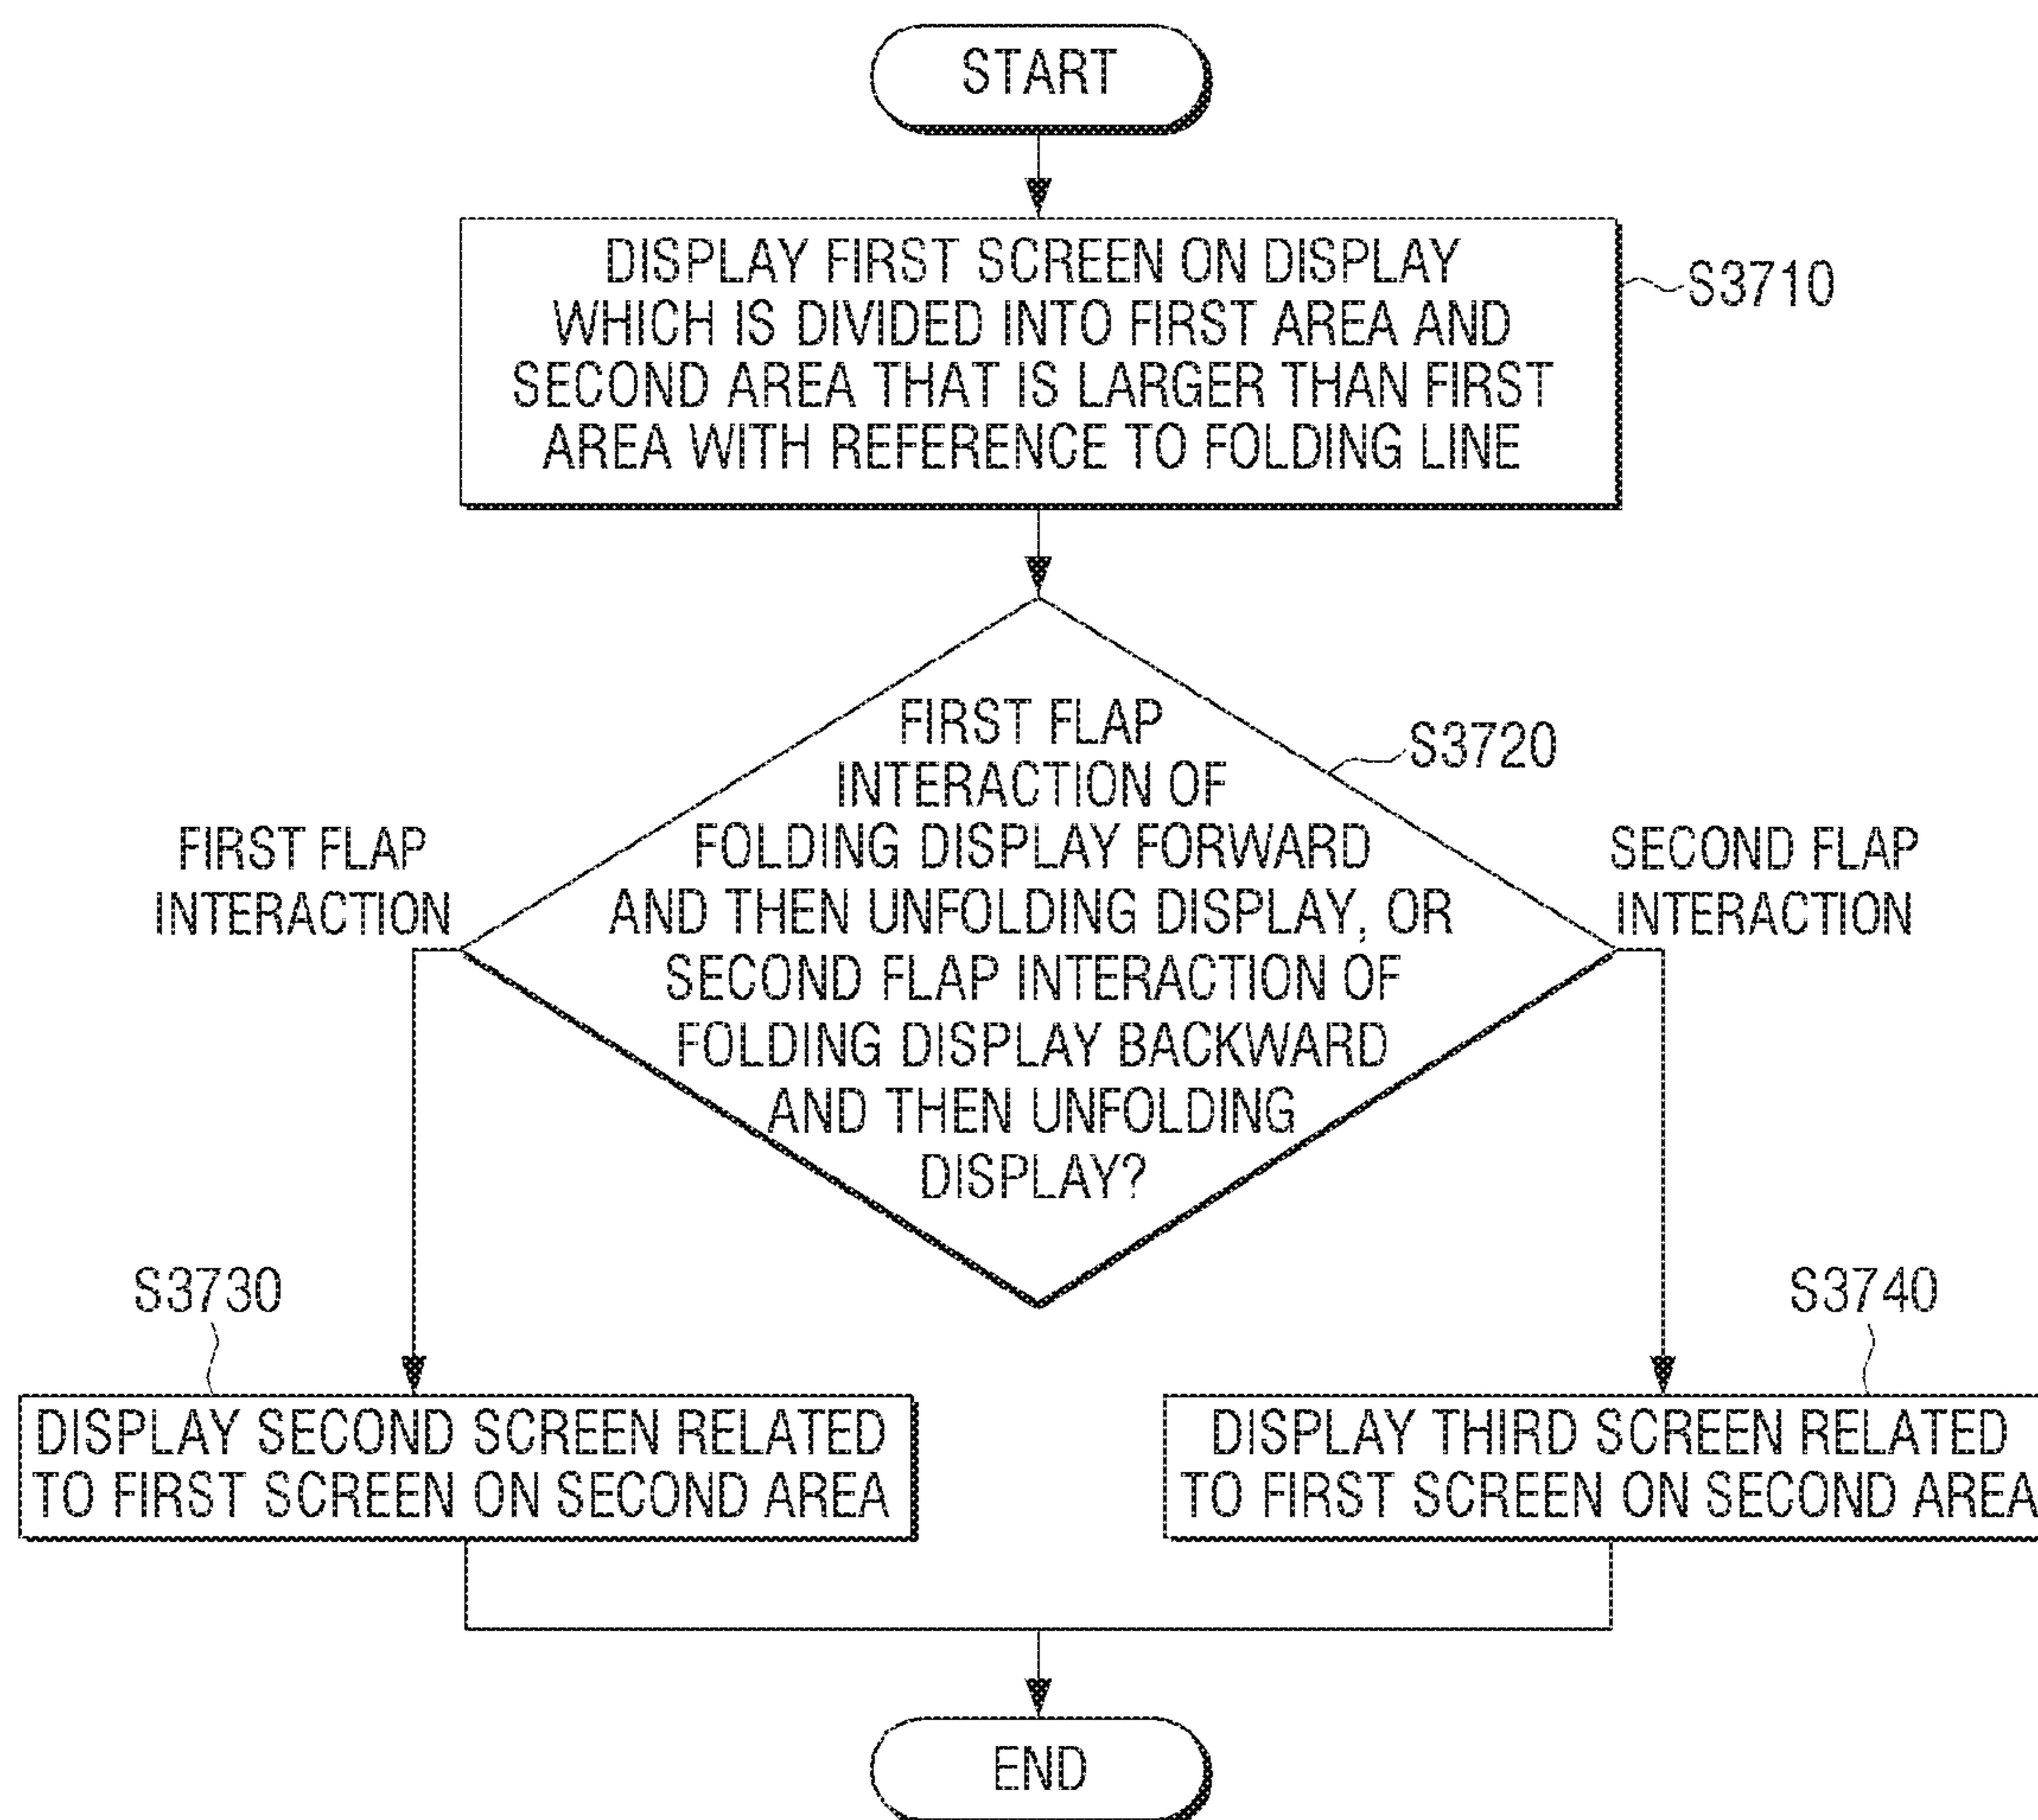 START
DISPLAY FIRST SCREEN ON DISPLAY
WHICH IS DIVIDED INTO FIRST AREA AND
SECOND AREA THAT IS LARGER THAN FIRST
AREA WITH REFERENCE TO FOLDING LINE
S3710
FIRST FLAP
INTERACTION OF
FOLDING DISPLAY FORWARD
AND THEN UNFOLDING DISPLAY, OR
SECOND FLAP INTERACTION OF
FOLDING DISPLAY BACKWARD
AND THEN UNFOLDING
DISPLAY?
S3720
FIRST FLAP
INTERACTION
SECOND FLAP
INTERACTION
S3730
DISPLAY SECOND SCREEN RELATED
TO FIRST SCREEN ON SECOND AREA
S3740
DISPLAY THIRD SCREEN RELATED
TO FIRST SCREEN ON SECOND AREA
END